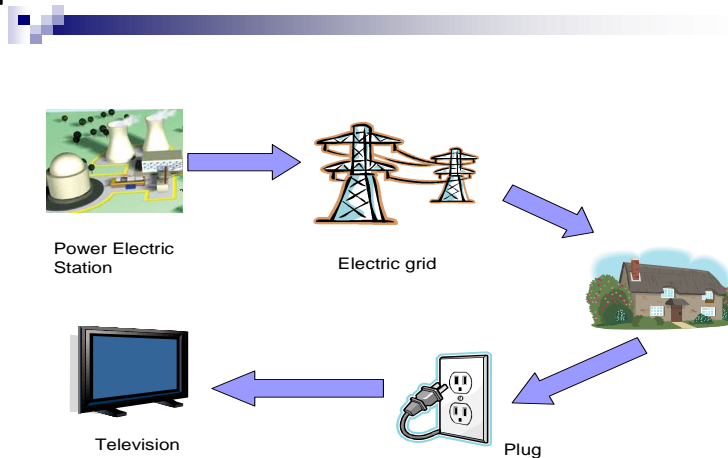 Power Electric
Station
Electric grid
Television
Plug